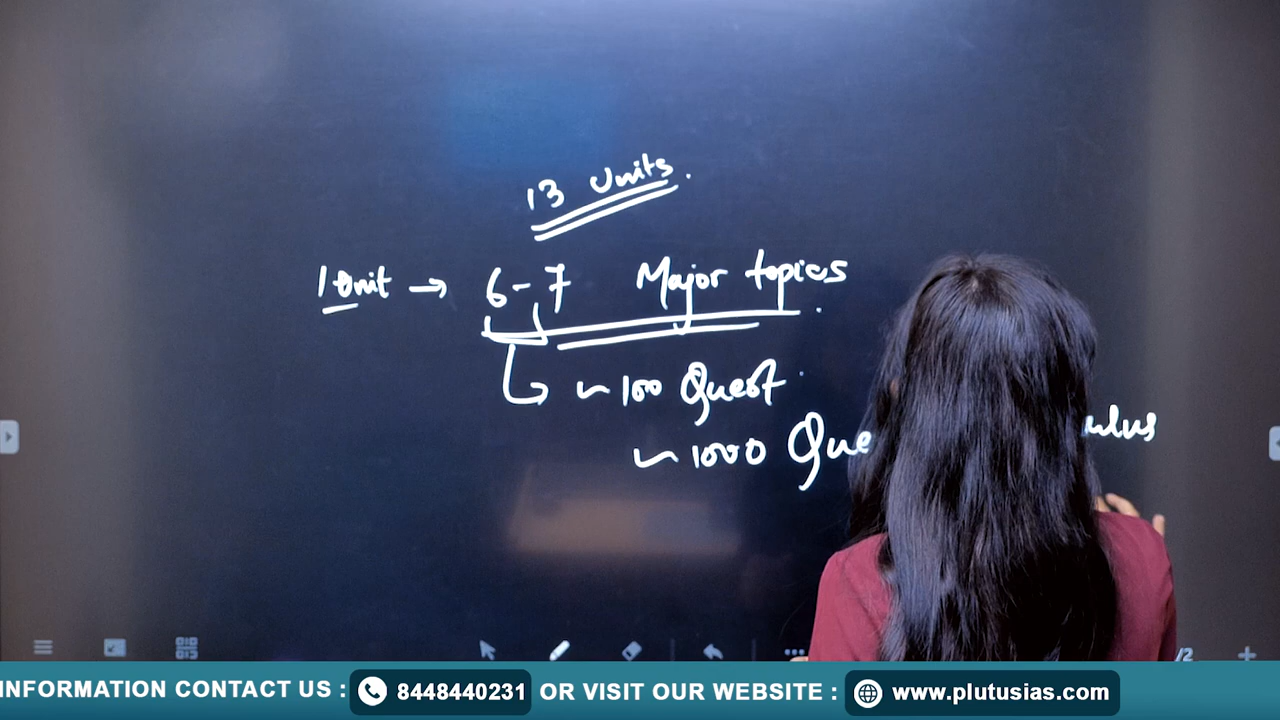 13 Units.
1 Unit → 6-7 Major topics.
~ 100 Quest
~ 1000 Que
/2
INFORMATION CONTACT US : 8448440231 OR VISIT OUR WEBSITE : www.plutusias.com